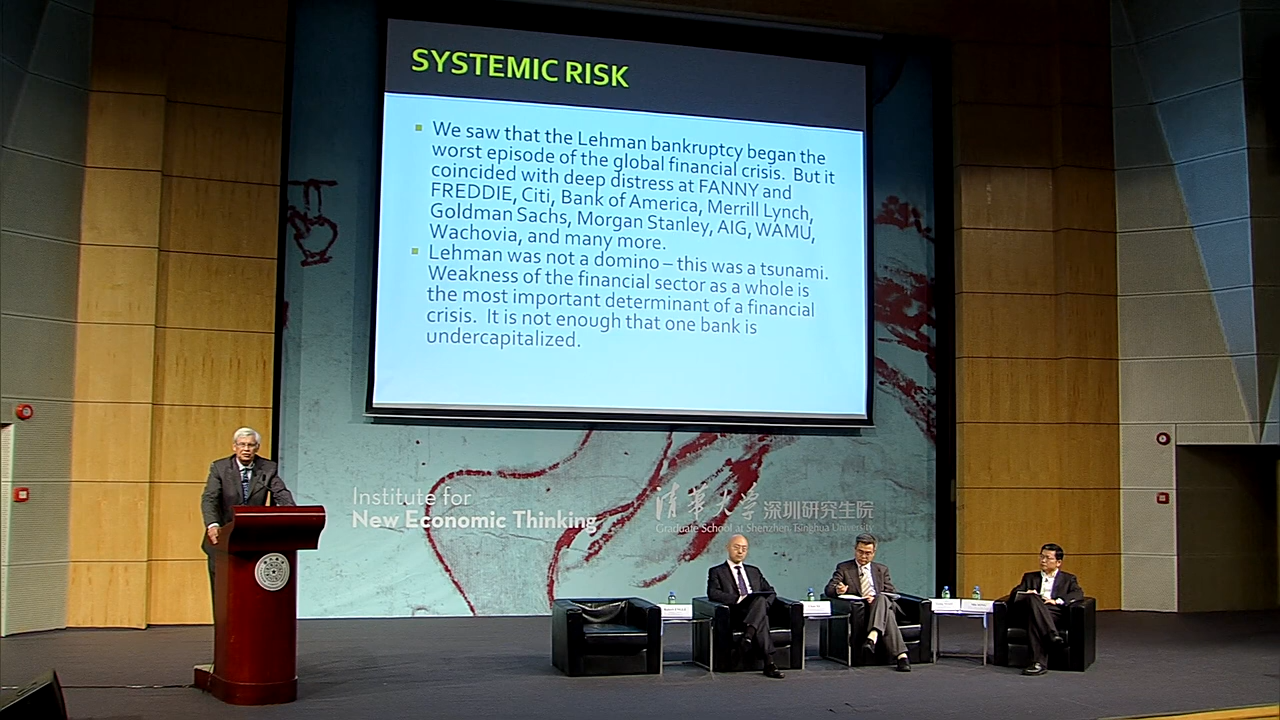 SYSTEMIC RISK
We saw that the Lehman bankruptcy began the
worst episode of the global financial crisis. But it
coincided with deep distress at FANNY and
FREDDIE, Citi, Bank of America, Merrill Lynch,
Goldman Sachs, Morgan Stanley, AIG, WAMU,
Wachovia, and many more.
Lehman was not a domino – this was a tsunami.
Weakness of the financial sector as a whole is
the most important determinant of a financial
crisis. It is not enough that one bank is
undercapitalized.
Institute for
New Economic Thinking
清华大学 深圳研究生院
Graduate School at Shenzhen, Tsinghua University